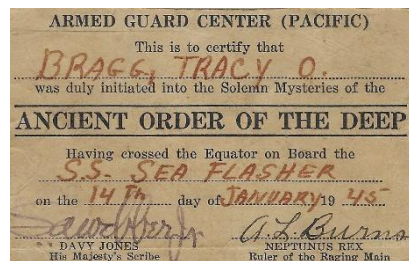 ARMED GUARD CENTER (PACIFIC)
This is to certify that
BRAGG, TRACY O.
was duly initiated into the Solemn Mysteries of the
ANCIENT ORDER OF THE DEEP
Having crossed the Equator on Board the
S.S. SEA FLASHER
on the 14Th day of JANUARY 19 45
A. L. Burns
DAVY JONES NEPTUNUS REX
His Majesty's Scribe Ruler of the Raging Main